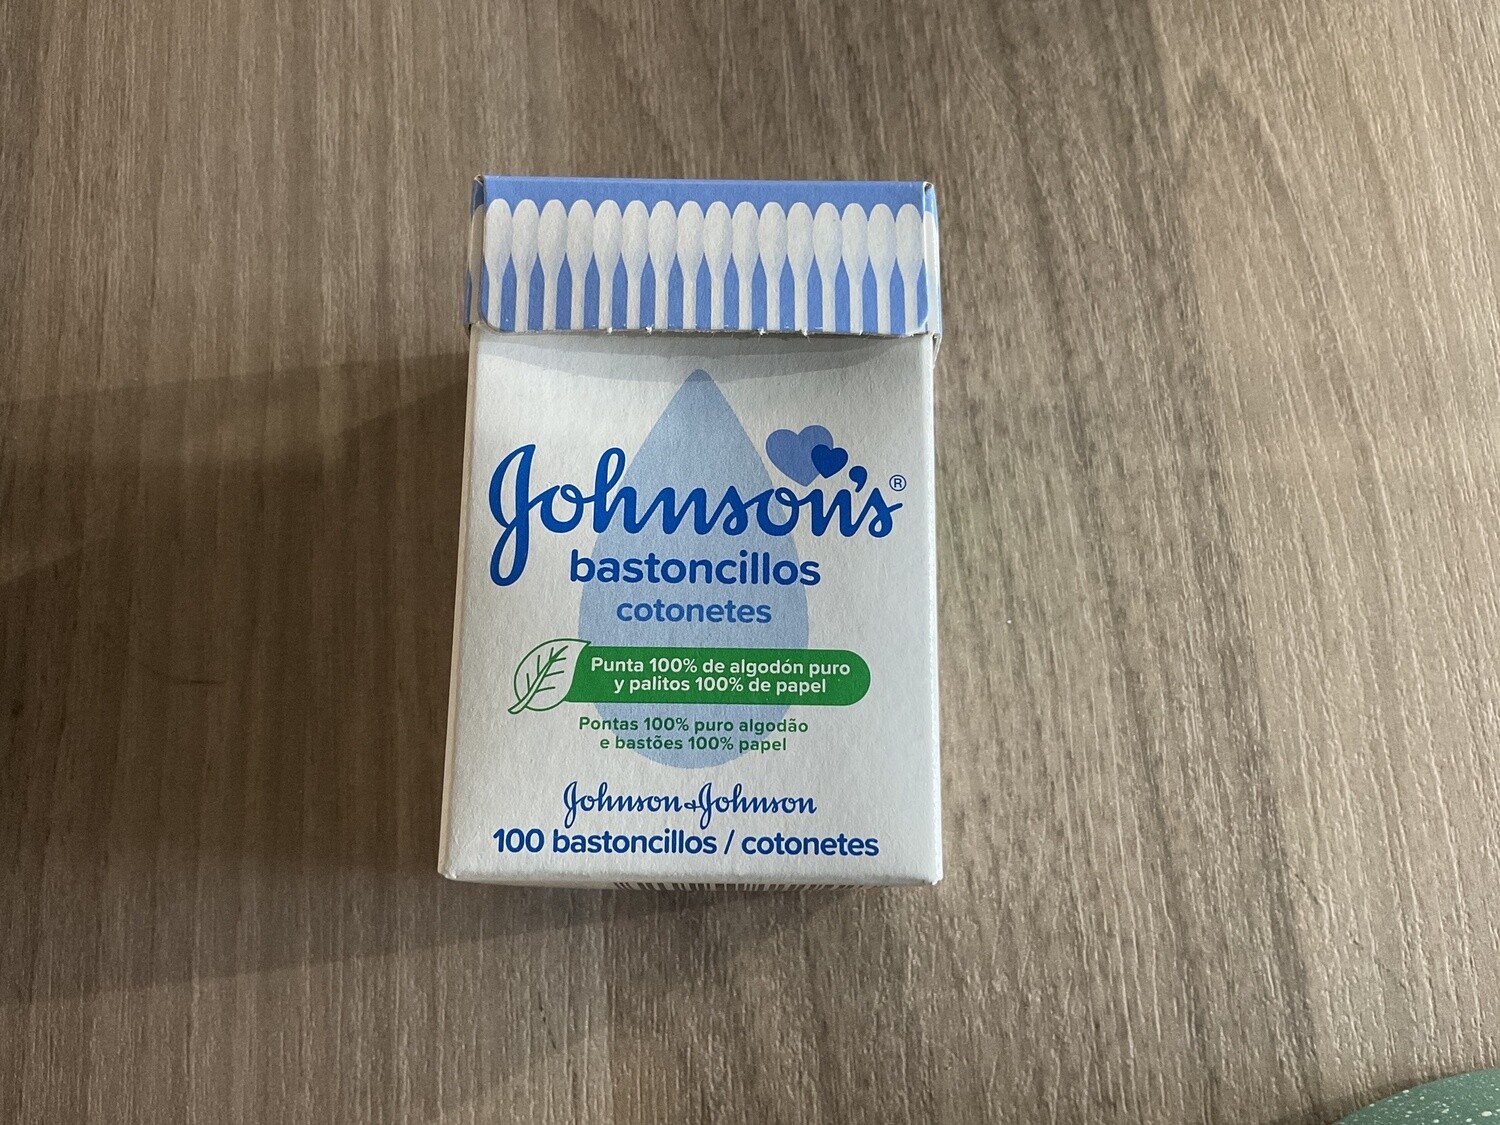 Johnson's®
bastoncillos
cotonetes
Punta 100% de algodón puro
y palitos 100% de papel
Pontas 100% puro algodão
e bastões 100% papel
Johnson+Johnson
100 bastoncillos / cotonetes